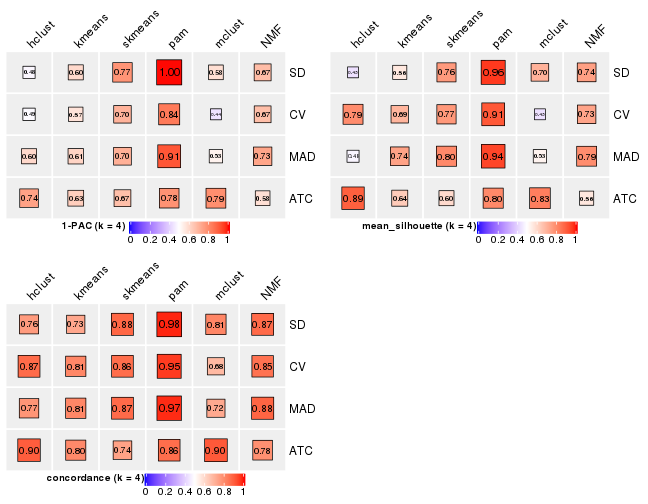 hclust kmeans skmeans pam mclust NMF
0.48 0.60 0.77 1.00 0.58 0.67 SD
0.49 0.57 0.70 0.84 0.44 0.67 CV
0.60 0.61 0.70 0.91 0.53 0.73 MAD
0.74 0.63 0.67 0.78 0.79 0.58 ATC
1-PAC (k = 4)
0 0.2 0.4 0.6 0.8 1
hclust kmeans skmeans pam mclust NMF
0.43 0.56 0.76 0.96 0.70 0.74 SD
0.79 0.69 0.77 0.91 0.43 0.73 CV
0.74 0.80 0.94 0.53 0.79 MAD
0.89 0.64 0.60 0.80 0.83 0.56 ATC
mean_silhouette (k = 4)
0 0.2 0.4 0.6 0.8 1
hclust kmeans skmeans pam mclust NMF
0.76 0.73 0.88 0.98 0.81 0.87 SD
0.87 0.81 0.86 0.95 0.68 0.85 CV
0.77 0.81 0.87 0.97 0.72 0.88 MAD
0.90 0.80 0.74 0.86 0.90 0.78 ATC
concordance (k = 4)
0 0.2 0.4 0.6 0.8 1